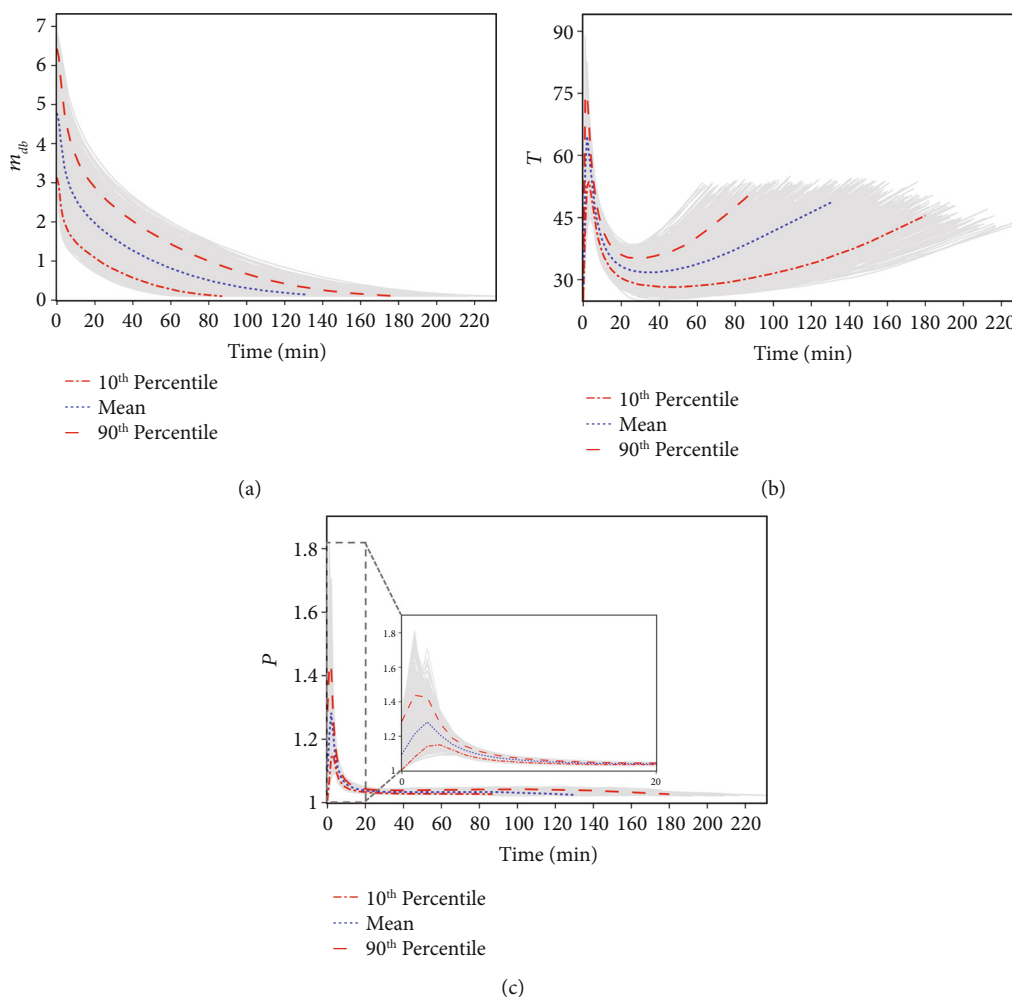 7
6
5
4
3
2
1
0
m_db
0 20 40 60 80 100 120 140 160 180 200 220
Time (min)
10th Percentile
Mean
90th Percentile
(a)
90
75
60
45
30
T
0 20 40 60 80 100 120 140 160 180 200 220
Time (min)
10th Percentile
Mean
90th Percentile
(b)
1.8
1.6
1.4
1.2
1
P
1.8
1.6
1.4
1.2
1
0 20
0 20 40 60 80 100 120 140 160 180 200 220
Time (min)
10th Percentile
Mean
90th Percentile
(c)